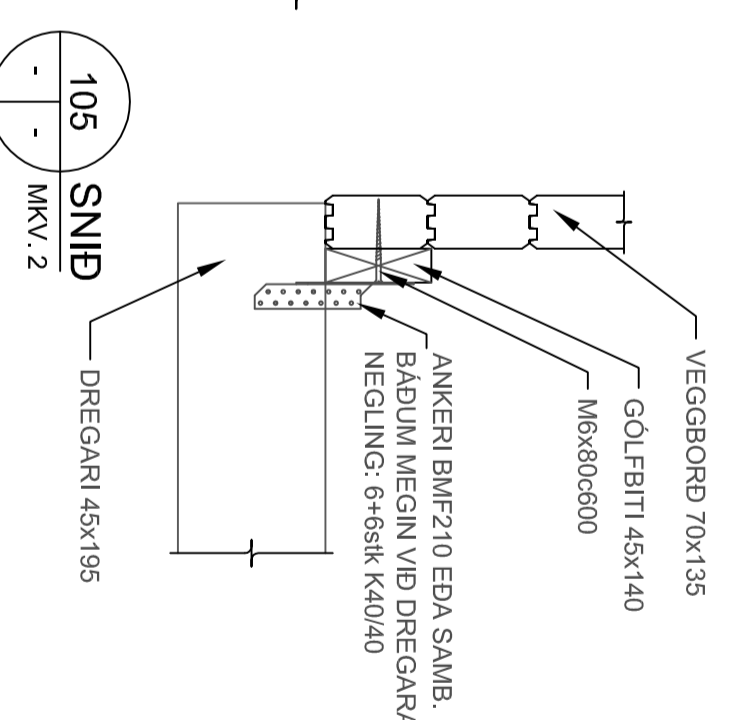 VEGGBORÐ 70x135
GÓLFBITI 45x140
M6x80c600
ANKERI BMF210 EÐA SAMB.
BÁÐUM MEGIN VIÐ DREGARA
NEGLING: 6+6stk K40/40
DREGARI 45x195
105 SNIÐ
- - MKV. 2